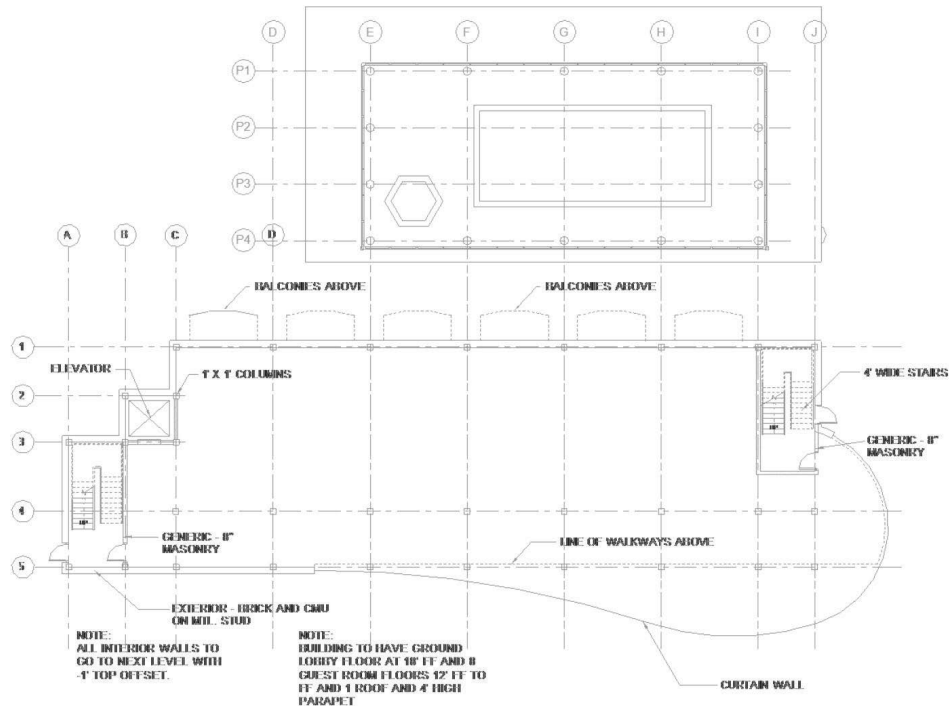 D E F G H I J
P1
P2
P3
P4
A B C D
BALCONIES ABOVE BALCONIES ABOVE
1
ELEVATOR
1' X 1' COLUMNS
4' WIDE STAIRS
2
3
UP
GENERIC - 8"
MASONRY
4
UP
GENERIC - 8"
MASONRY
LINE OF WALKWAYS ABOVE
5
EXTERIOR - BRICK AND CMU
ON MTL. STUD
NOTE:
ALL INTERIOR WALLS TO
GO TO NEXT LEVEL WITH
-1' TOP OFFSET.
NOTE:
BUILDING TO HAVE GROUND
LOBBY FLOOR AT 18' FF AND 8
GUEST ROOM FLOORS 12' FF TO
FF AND 1 ROOF AND 4' HIGH
PARAPET
CURTAIN WALL